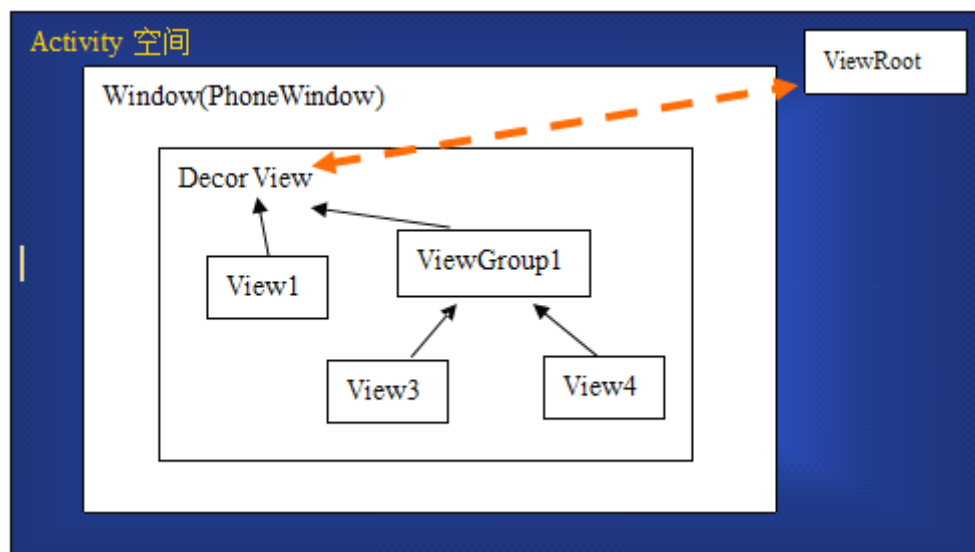 Activity 空间
ViewRoot
Window(PhoneWindow)
Decor View
ViewGroup1
View1
View3
View4